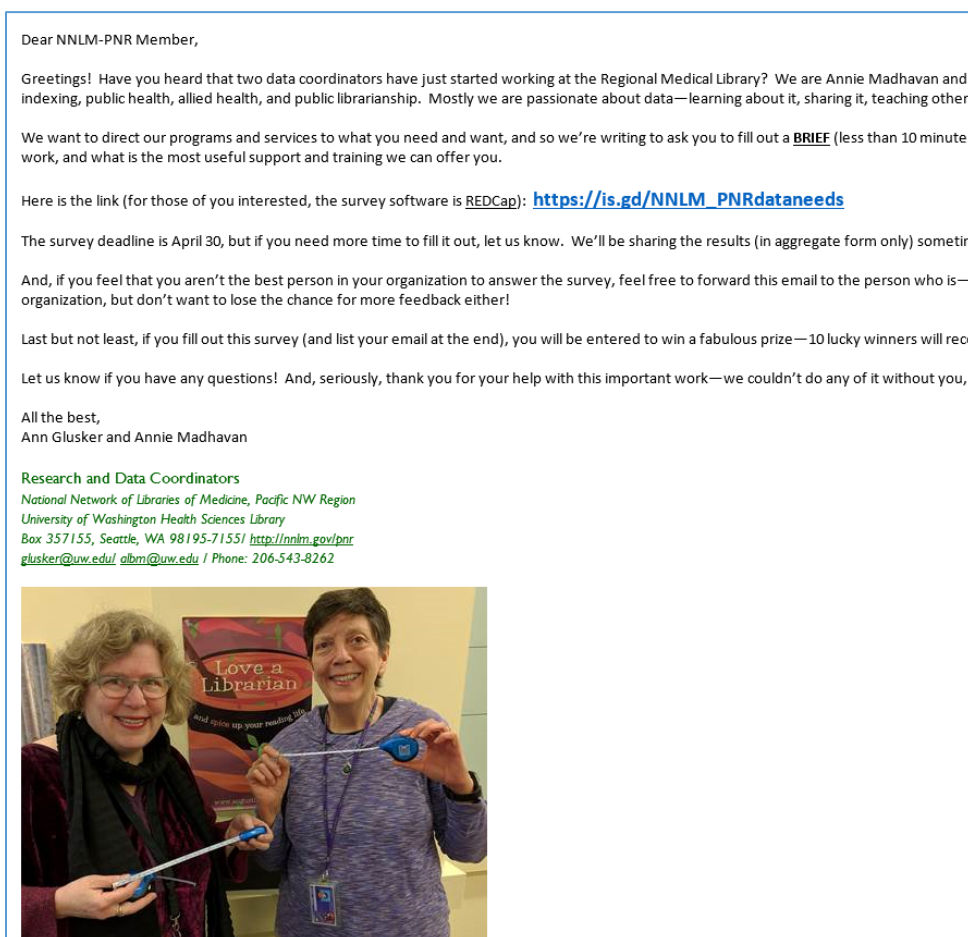 Dear NNLM-PNR Member,
Greetings!  Have you heard that two data coordinators have just started working at the Regional Medical Library?  We are Annie Madhavan and
indexing, public health, allied health, and public librarianship.  Mostly we are passionate about data—learning about it, sharing it, teaching other
We want to direct our programs and services to what you need and want, and so we're writing to ask you to fill out a BRIEF (less than 10 minute
work, and what is the most useful support and training we can offer you.
Here is the link (for those of you interested, the survey software is REDCap):  https://is.gd/NNLM_PNRdataneeds
The survey deadline is April 30, but if you need more time to fill it out, let us know.  We'll be sharing the results (in aggregate form only)
And, if you feel that you aren't the best person in your organization to answer the survey, feel free to forward this email to the person who is—
organization, but don't want to lose the chance for more feedback either!
Last but not least, if you fill out this survey (and list your email at the end), you will be entered to win a fabulous prize—10 lucky winners will
Let us know if you have any questions!  And, seriously, thank you for your help with this important work—we couldn't do any of it without you,
All the best,
Ann Glusker and Annie Madhavan
Research and Data Coordinators
National Network of Libraries of Medicine, Pacific NW Region
University of Washington Health Sciences Library
Box 357155, Seattle, WA 98195-7155/ http://nnlm.gov/pnr
glusker@uw.edu/ albm@uw.edu / Phone: 206-543-8262
Love a
Librarian
and spice up your reading life